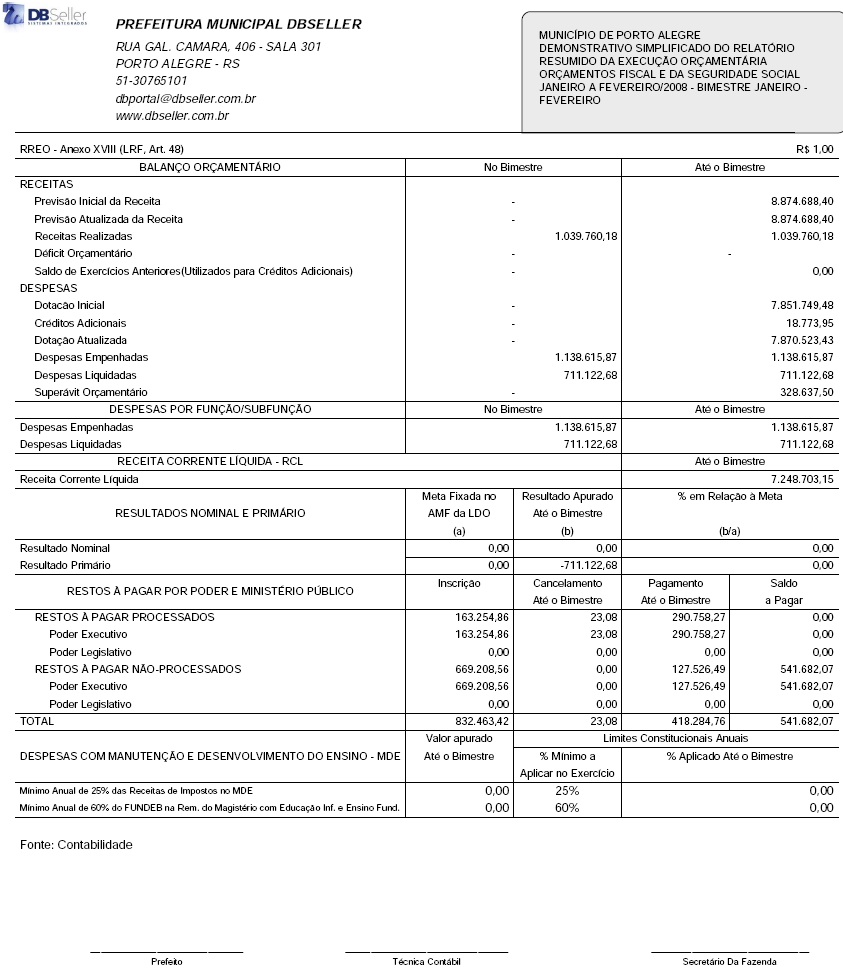 DBSeller
SISTEMAS INTEGRADOS
PREFEITURA MUNICIPAL DBSELLER
RUA GAL. CAMARA, 406 - SALA 301
PORTO ALEGRE - RS
51-30765101
dbportal@dbseller.com.br
www.dbseller.com.br
MUNICÍPIO DE PORTO ALEGRE
DEMONSTRATIVO SIMPLIFICADO DO RELATÓRIO
RESUMIDO DA EXECUÇÃO ORÇAMENTÁRIA
ORÇAMENTOS FISCAL E DA SEGURIDADE SOCIAL
JANEIRO A FEVEREIRO/2008 - BIMESTRE JANEIRO -
FEVEREIRO
RREO - Anexo XVIII (LRF, Art. 48) R$ 1,00
BALANÇO ORÇAMENTÁRIO No Bimestre Até o Bimestre
RECEITAS
Previsão Inicial da Receita - 8.874.688,40
Previsão Atualizada da Receita - 8.874.688,40
Receitas Realizadas 1.039.760,18 1.039.760,18
Déficit Orçamentário - -
Saldo de Exercícios Anteriores(Utilizados para Créditos Adicionais) - 0,00
DESPESAS
Dotacão Inicial - 7.851.749,48
Créditos Adicionais - 18.773,95
Dotação Atualizada - 7.870.523,43
Despesas Empenhadas 1.138.615,87 1.138.615,87
Despesas Liquidadas 711.122,68 711.122,68
Superávit Orçamentário - 328.637,50
DESPESAS POR FUNÇÃO/SUBFUNÇÃO No Bimestre Até o Bimestre
Despesas Empenhadas 1.138.615,87 1.138.615,87
Despesas Liquidadas 711.122,68 711.122,68
RECEITA CORRENTE LÍQUIDA - RCL Até o Bimestre
Receita Corrente Líquida 7.248.703,15
Meta Fixada no Resultado Apurado % em Relação à Meta
RESULTADOS NOMINAL E PRIMÁRIO AMF da LDO Até o Bimestre
(a) (b) (b/a)
Resultado Nominal 0,00 0,00 0,00
Resultado Primário 0,00 -711.122,68 0,00
RESTOS À PAGAR POR PODER E MINISTÉRIO PÚBLICO Inscrição Cancelamento Pagamento Saldo
Até o Bimestre Até o Bimestre a Pagar
RESTOS À PAGAR PROCESSADOS 163.254,86 23,08 290.758,27 0,00
Poder Executivo 163.254,86 23,08 290.758,27 0,00
Poder Legislativo 0,00 0,00 0,00 0,00
RESTOS À PAGAR NÃO-PROCESSADOS 669.208,56 0,00 127.526,49 541.682,07
Poder Executivo 669.208,56 0,00 127.526,49 541.682,07
Poder Legislativo 0,00 0,00 0,00 0,00
TOTAL 832.463,42 23,08 418.284,76 541.682,07
Valor apurado Limites Constitucionais Anuais
DESPESAS COM MANUTENÇÃO E DESENVOLVIMENTO DO ENSINO - MDE Até o Bimestre % Mínimo a % Aplicado Até o Bimestre
Aplicar no Exercício
Mínimo Anual de 25% das Receitas de Impostos no MDE 0,00 25% 0,00
Mínimo Anual de 60% do FUNDEB na Rem. do Magistério com Educação Inf. e Ensino Fund. 0,00 60% 0,00
Fonte: Contabilidade
Prefeito Técnica Contábil Secretário Da Fazenda